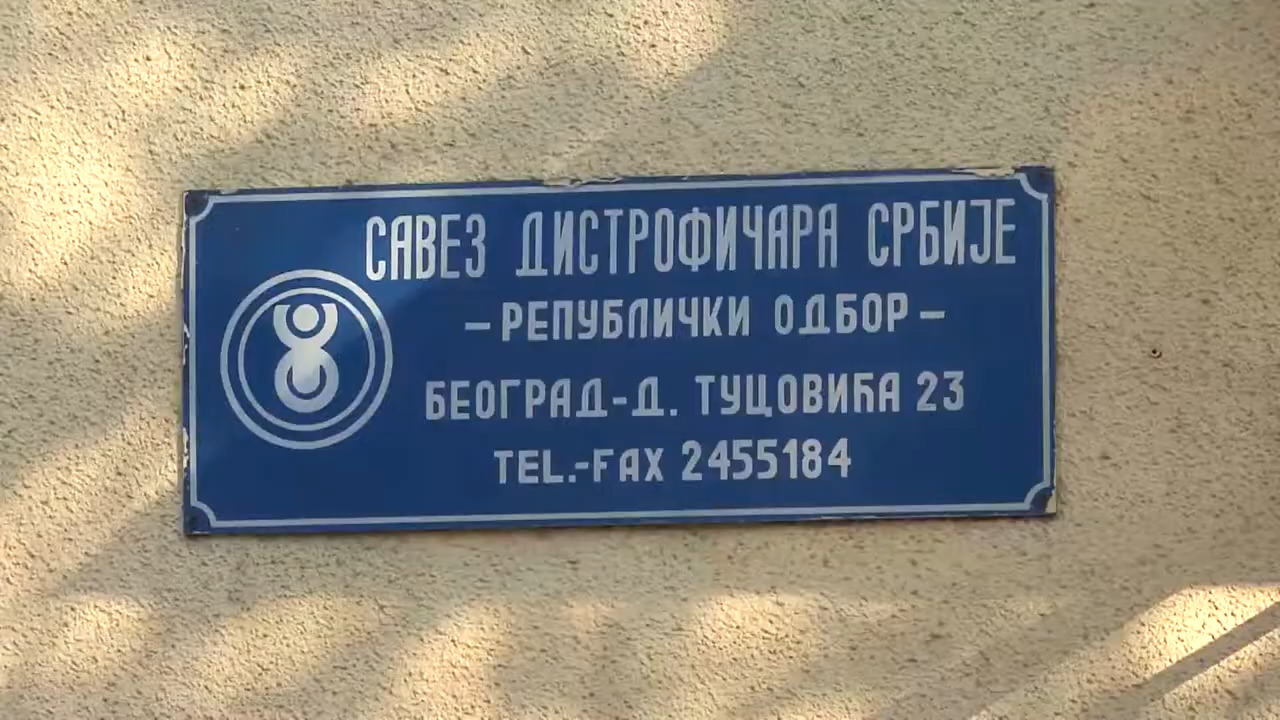 САВЕЗ ДИСТРОФИЧАРА СРБИЈЕ
–РЕПУБЛИЧКИ ОДБОР–
БЕОГРАД-Д. ТУЦОВИЋА 23
TEL.-FAX 2455184